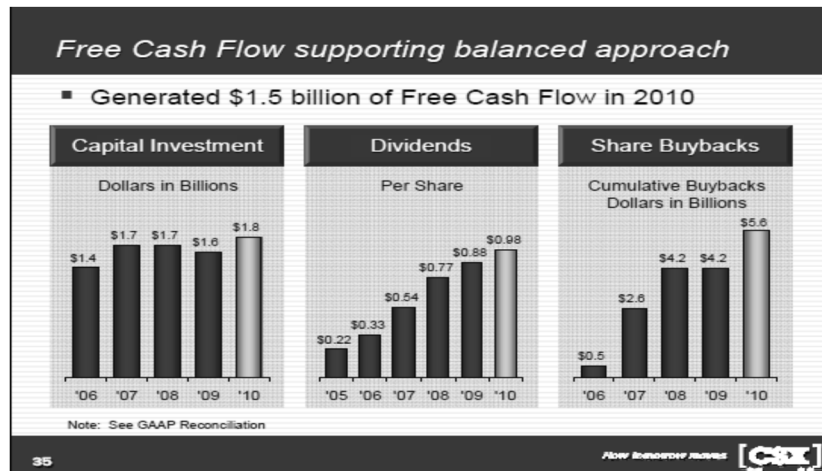 Free Cash Flow supporting balanced approach
▪ Generated $1.5 billion of Free Cash Flow in 2010
Capital Investment
Dollars in Billions
$1.4 $1.7 $1.7 $1.6 $1.8
'06 '07 '08 '09 '10
Dividends
Per Share
$0.22 $0.33 $0.54 $0.77 $0.88 $0.98
'05 '06 '07 '08 '09 '10
Share Buybacks
Cumulative Buybacks
Dollars in Billions
$0.5 $2.6 $4.2 $4.2 $5.6
'06 '07 '08 '09 '10
Note: See GAAP Reconciliation
35
How tomorrow moves [CSX]